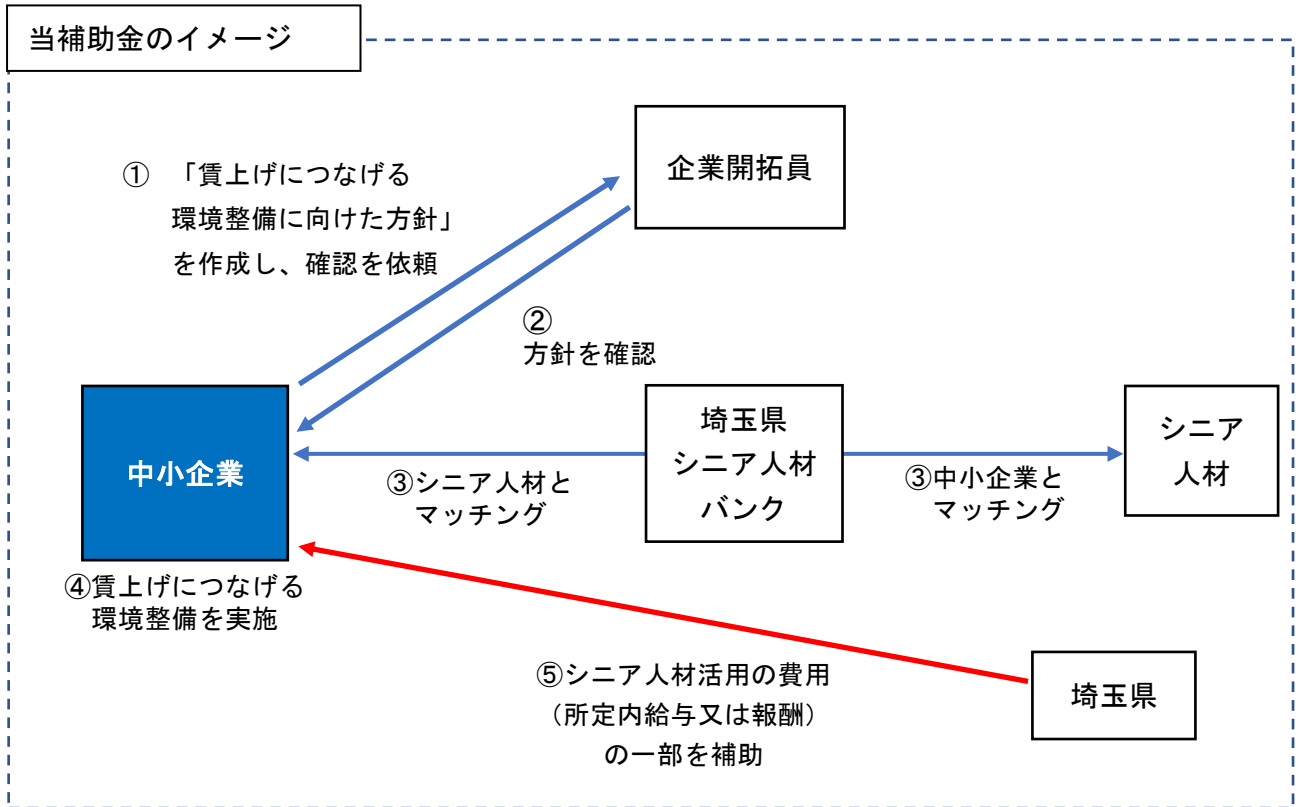 当補助金のイメージ
① 「賃上げにつなげる
環境整備に向けた方針」
を作成し、確認を依頼
企業開拓員
②
方針を確認
中小企業
③シニア人材と
マッチング
埼玉県
シニア人材
バンク
③中小企業と
マッチング
シニア
人材
④賃上げにつなげる
環境整備を実施
⑤シニア人材活用の費用
（所定内給与又は報酬）
の一部を補助
埼玉県